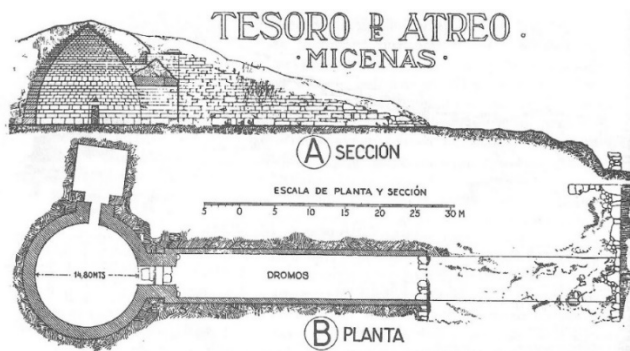 TESORO DE ATREO.
·MICENAS·
A SECCIÓN
ESCALA DE PLANTA Y SECCIÓN
5 0 5 10 15 20 25 30 M
14,80 MTS
DROMOS
B PLANTA